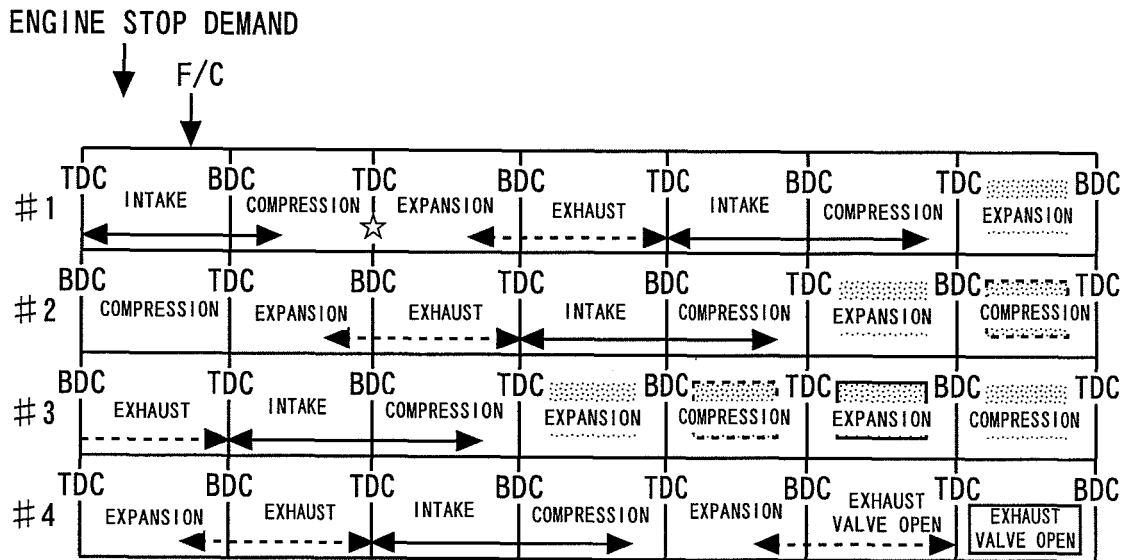 ENGINE STOP DEMAND
F/C
TDC BDC TDC BDC TDC BDC TDC BDC
#1 INTAKE COMPRESSION EXPANSION EXHAUST INTAKE COMPRESSION EXPANSION
BDC TDC BDC TDC BDC TDC BDC TDC
#2 COMPRESSION EXPANSION EXHAUST INTAKE COMPRESSION EXPANSION COMPRESSION
BDC TDC BDC TDC BDC TDC BDC TDC
#3 EXHAUST INTAKE COMPRESSION EXPANSION COMPRESSION EXPANSION COMPRESSION
TDC BDC TDC BDC TDC BDC TDC BDC
#4 EXPANSION EXHAUST INTAKE COMPRESSION EXPANSION EXHAUST VALVE OPEN EXHAUST VALVE OPEN